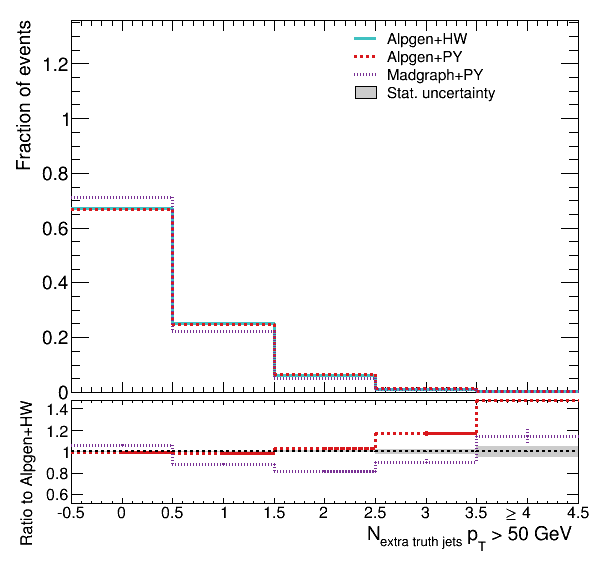 Fraction of events
1.2
1
0.8
0.6
0.4
0.2
0
Alpgen+HW
Alpgen+PY
Madgraph+PY
Stat. uncertainty
Ratio to Alpgen+HW
1.4
1.2
1
0.8
0.6
-0.5 0 0.5 1 1.5 2 2.5 3 3.5 ≥ 4 4.5
N extra truth jets p T > 50 GeV